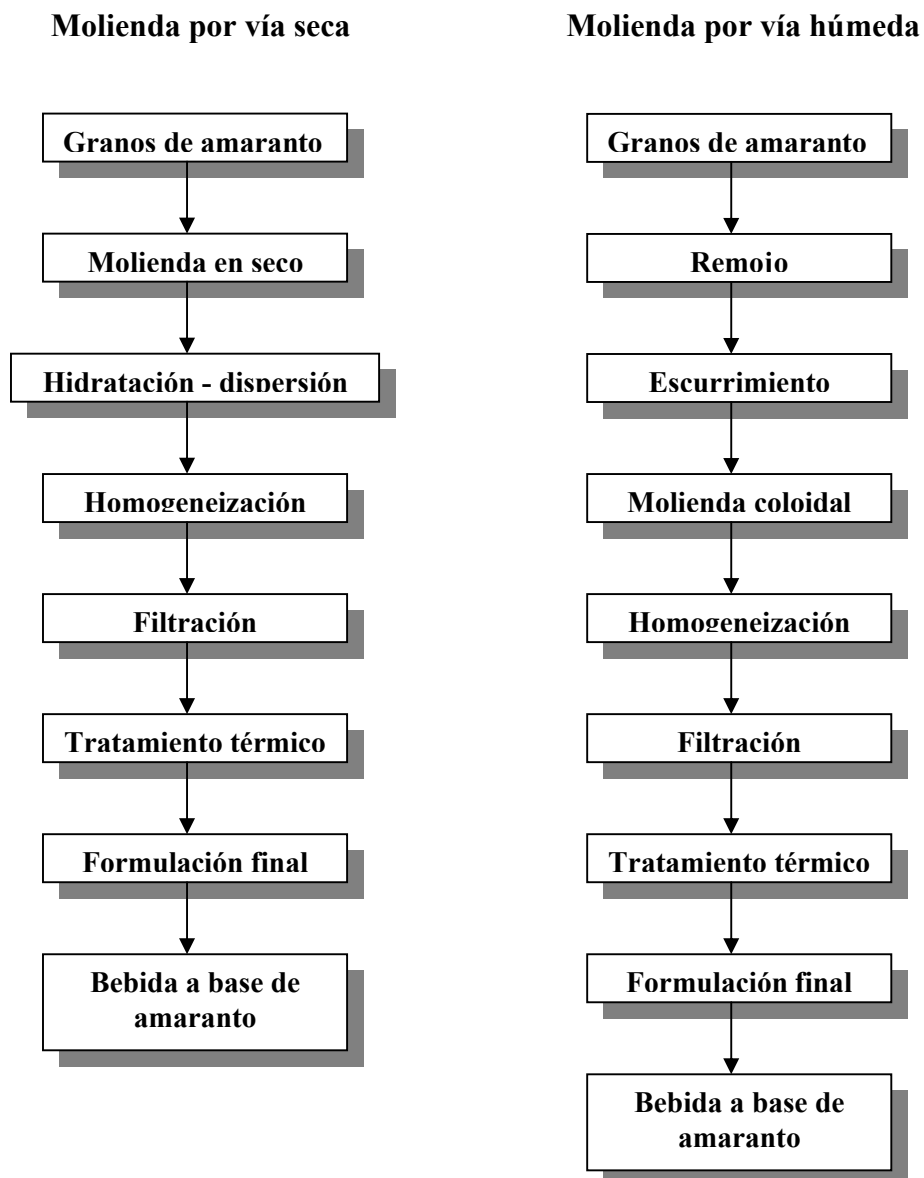 Molienda por vía seca
Granos de amaranto
Molienda en seco
Hidratación - dispersión
Homogeneización
Filtración
Tratamiento térmico
Formulación final
Bebida a base de
amaranto
Molienda por vía húmeda
Granos de amaranto
Remojo
Escurrimiento
Molienda coloidal
Homogeneización
Filtración
Tratamiento térmico
Formulación final
Bebida a base de
amaranto